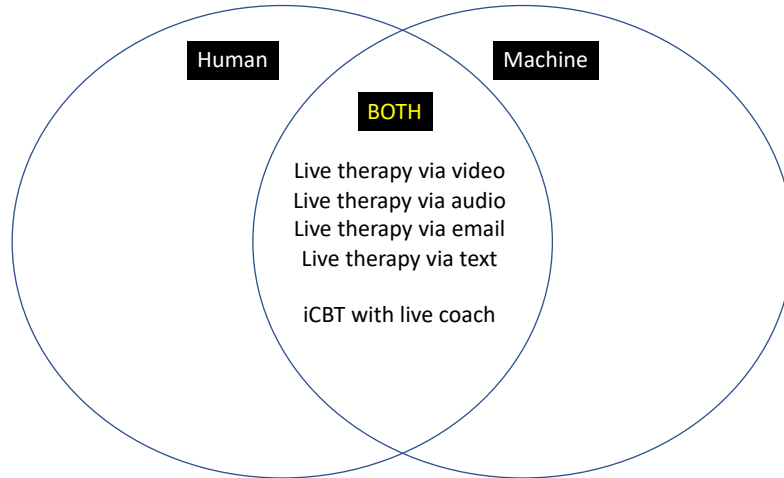 Human
Machine
BOTH
Live therapy via video
Live therapy via audio
Live therapy via email
Live therapy via text
iCBT with live coach